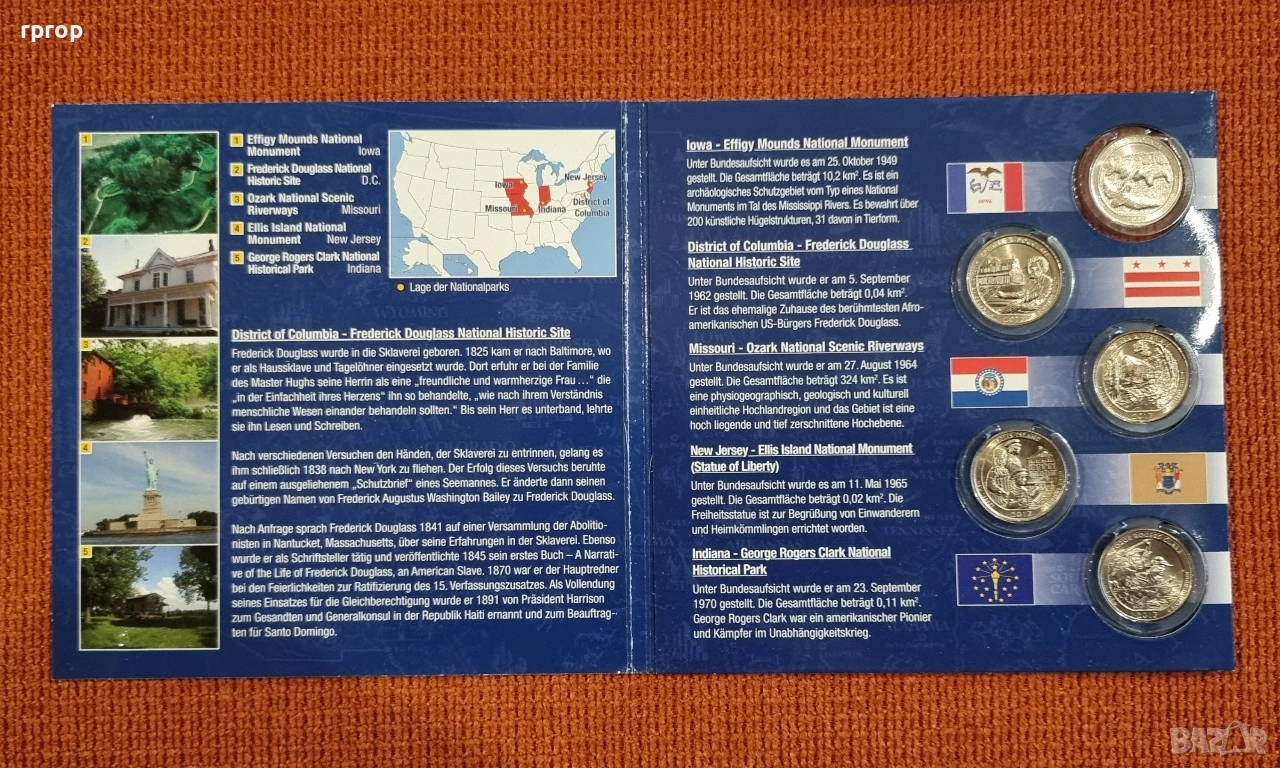 rprop
1
2
3
4
5
1 Effigy Mounds National
Monument Iowa
2 Frederick Douglass National
Historic Site D.C.
3 Ozark National Scenic
Riverways Missouri
4 Ellis Island National
Monument New Jersey
5 George Rogers Clark National
Historical Park Indiana
Iowa
Missouri
Indiana
New Jersey
District of
Columbia
Lage der Nationalparks
District of Columbia - Frederick Douglass National Historic Site
Frederick Douglass wurde in die Sklaverei geboren. 1825 kam er nach Baltimore, wo
er als Haussklave und Tagelöhner eingesetzt wurde. Dort erfuhr er bei der Familie
des Master Hughs seine Herrin als eine „freundliche und warmherzige Frau ...“ die
„in der Einfachheit ihres Herzens“ ihn so behandelte, „wie nach ihrem Verständnis
menschliche Wesen einander behandeln sollten.“ Bis sein Herr es unterband, lehrte
sie ihn Lesen und Schreiben.
Nach verschiedenen Versuchen den Händen, der Sklaverei zu entrinnen, gelang es
ihm schließlich 1838 nach New York zu fliehen. Der Erfolg dieses Versuchs beruhte
auf einem ausgeliehenem „Schutzbrief“ eines Seemannes. Er änderte dann seinen
gebürtigen Namen von Frederick Augustus Washington Bailey zu Frederick Douglass.
Nach Anfrage sprach Frederick Douglass 1841 auf einer Versammlung der Abolitio-
nisten in Nantucket, Massachusetts, über seine Erfahrungen in der Sklaverei. Ebenso
wurde er als Schriftsteller tätig und veröffentlichte 1845 sein erstes Buch – A Narrati-
ve of the Life of Frederick Douglass, an American Slave. 1870 war er der Hauptredner
bei den Feierlichkeiten zur Ratifizierung des 15. Verfassungszusatzes. Als Vollendung
seines Einsatzes für die Gleichberechtigung wurde er 1891 von Präsident Harrison
zum Gesandten und Generalkonsul in der Republik Haiti ernannt und zum Beauftrag-
ten für Santo Domingo.
Iowa - Effigy Mounds National Monument
Unter Bundesaufsicht wurde es am 25. Oktober 1949
gestellt. Die Gesamtfläche beträgt 10,2 km². Es ist ein
archäologisches Schutzgebiet vom Typ eines National
Monuments im Tal des Mississippi Rivers. Es bewahrt über
200 künstliche Hügelstrukturen, 31 davon in Tierform.
District of Columbia - Frederick Douglass
National Historic Site
Unter Bundesaufsicht wurde er am 5. September
1962 gestellt. Die Gesamtfläche beträgt 0,04 km².
Er ist das ehemalige Zuhause des berühmtesten Afro-
amerikanischen US-Bürgers Frederick Douglass.
Missouri - Ozark National Scenic Riverways
Unter Bundesaufsicht wurde er am 27. August 1964
gestellt. Die Gesamtfläche beträgt 324 km². Es ist
eine physiogeographisch, geologisch und kulturell
einheitliche Hochlandregion und das Gebiet ist eine
hoch liegende und tief zerschnittene Hochebene.
New Jersey - Ellis Island National Monument
(Statue of Liberty)
Unter Bundesaufsicht wurde es am 11. Mai 1965
gestellt. Die Gesamtfläche beträgt 0,02 km². Die
Freiheitsstatue ist zur Begrüßung von Einwanderern
und Heimkömmlingen errichtet worden.
Indiana - George Rogers Clark National
Historical Park
Unter Bundesaufsicht wurde er am 23. September
1970 gestellt. Die Gesamtfläche beträgt 0,11 km².
George Rogers Clark war ein amerikanischer Pionier
und Kämpfer im Unabhängigkeitskrieg.
BAZAR